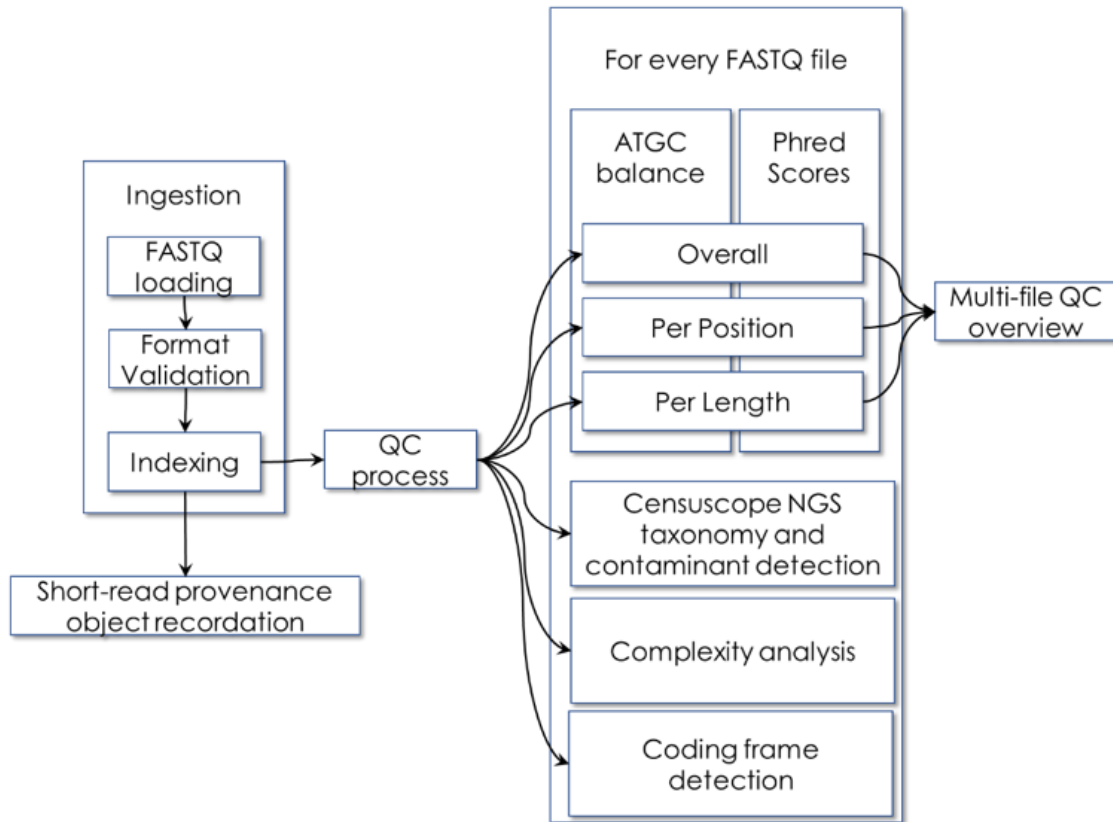 Ingestion
FASTQ
loading
Format
Validation
Indexing
Short-read provenance
object recordation
QC
process
For every FASTQ file
ATGC
balance
Phred
Scores
Overall
Per Position
Per Length
Censuscope NGS
taxonomy and
contaminant detection
Complexity analysis
Coding frame
detection
Multi-file QC
overview